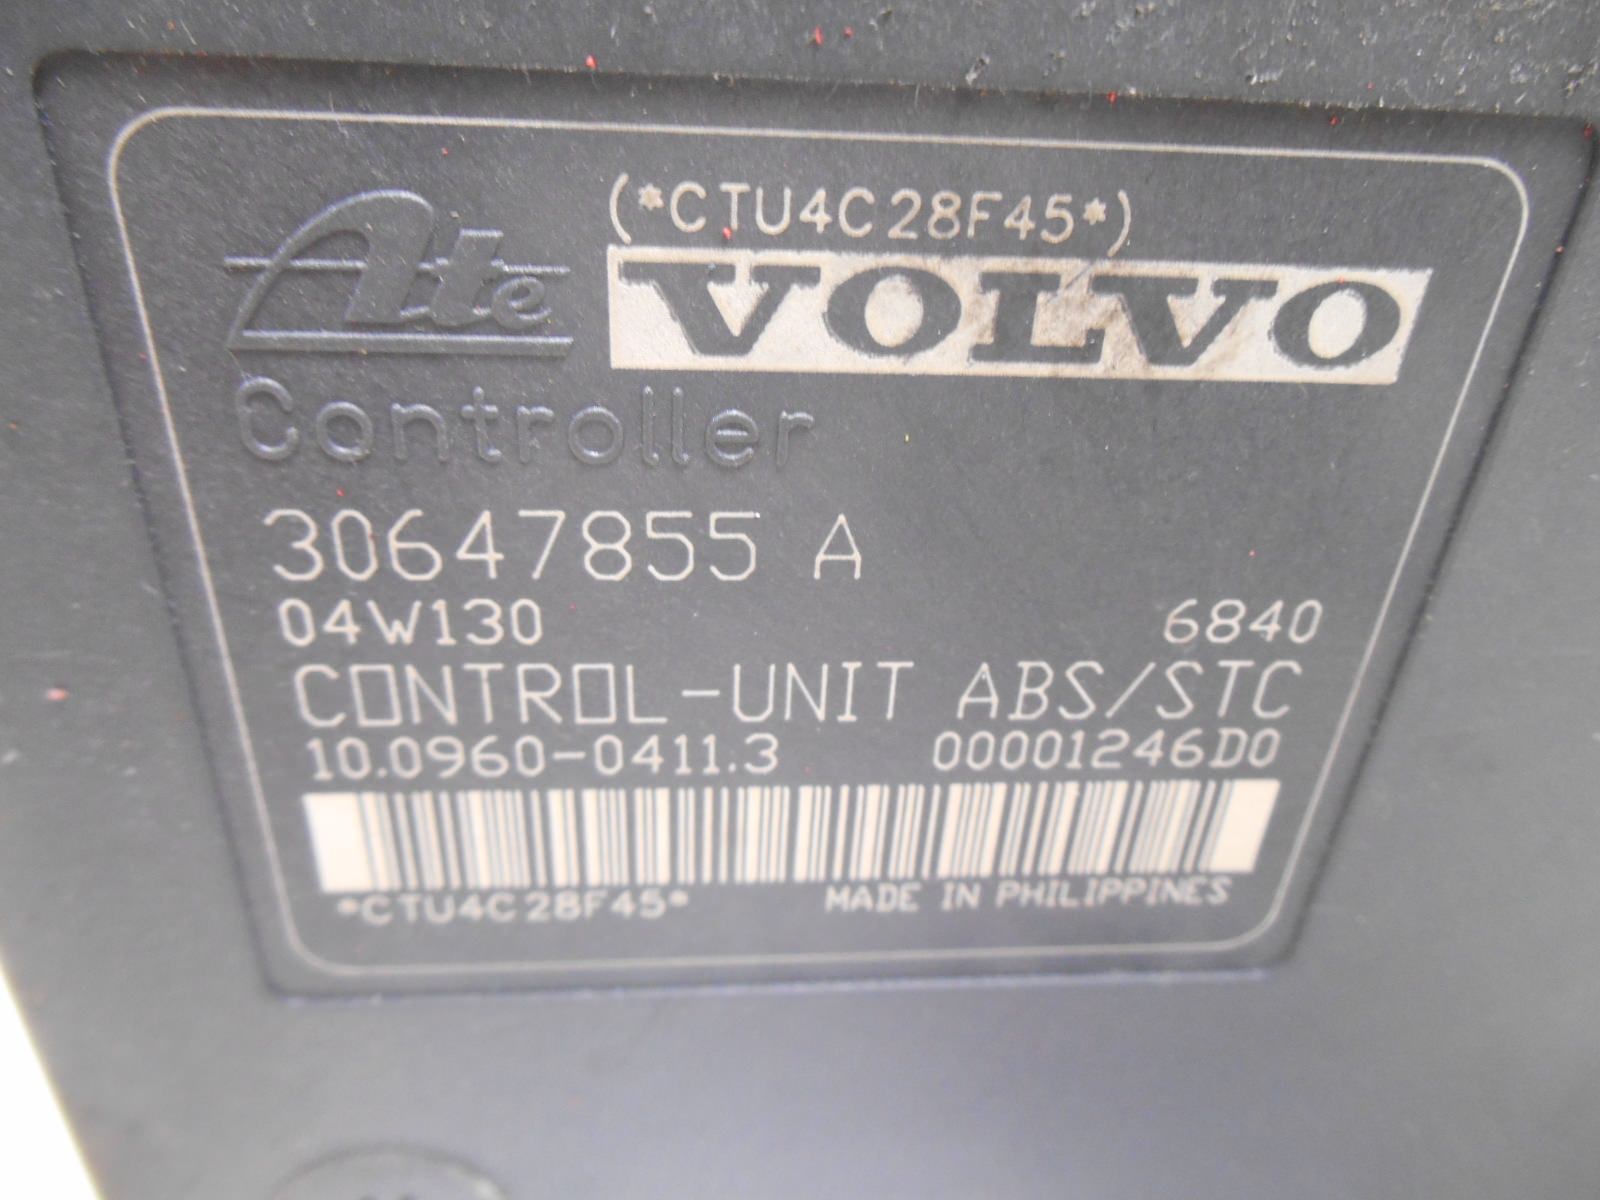 (*CTU4C28F45*)
Ate VOLVO
Controller
30647855 A
04W130 6840
CONTROL-UNIT ABS/STC
10.0960-0411.3 00001246D0
*CTU4C28F45* MADE IN PHILIPPINES